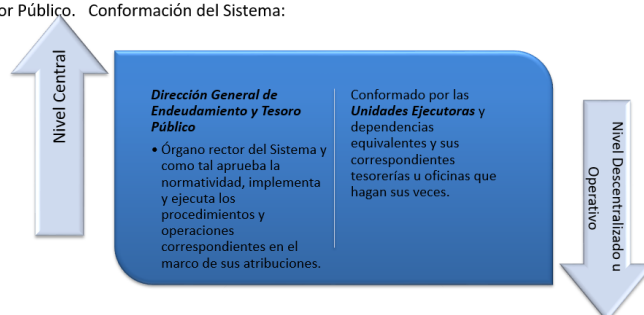 or Público.   Conformación del Sistema:
Nivel Central
Dirección General de
Endeudamiento y Tesoro
Público
• Órgano rector del Sistema y
como tal aprueba la
normatividad, implementa
y ejecuta los
procedimientos y
operaciones
correspondientes en el
marco de sus atribuciones.
Conformado por las
Unidades Ejecutoras y
dependencias
equivalentes y sus
correspondientes
tesorerías u oficinas que
hagan sus veces.
Nivel Descentralizado u
Operativo